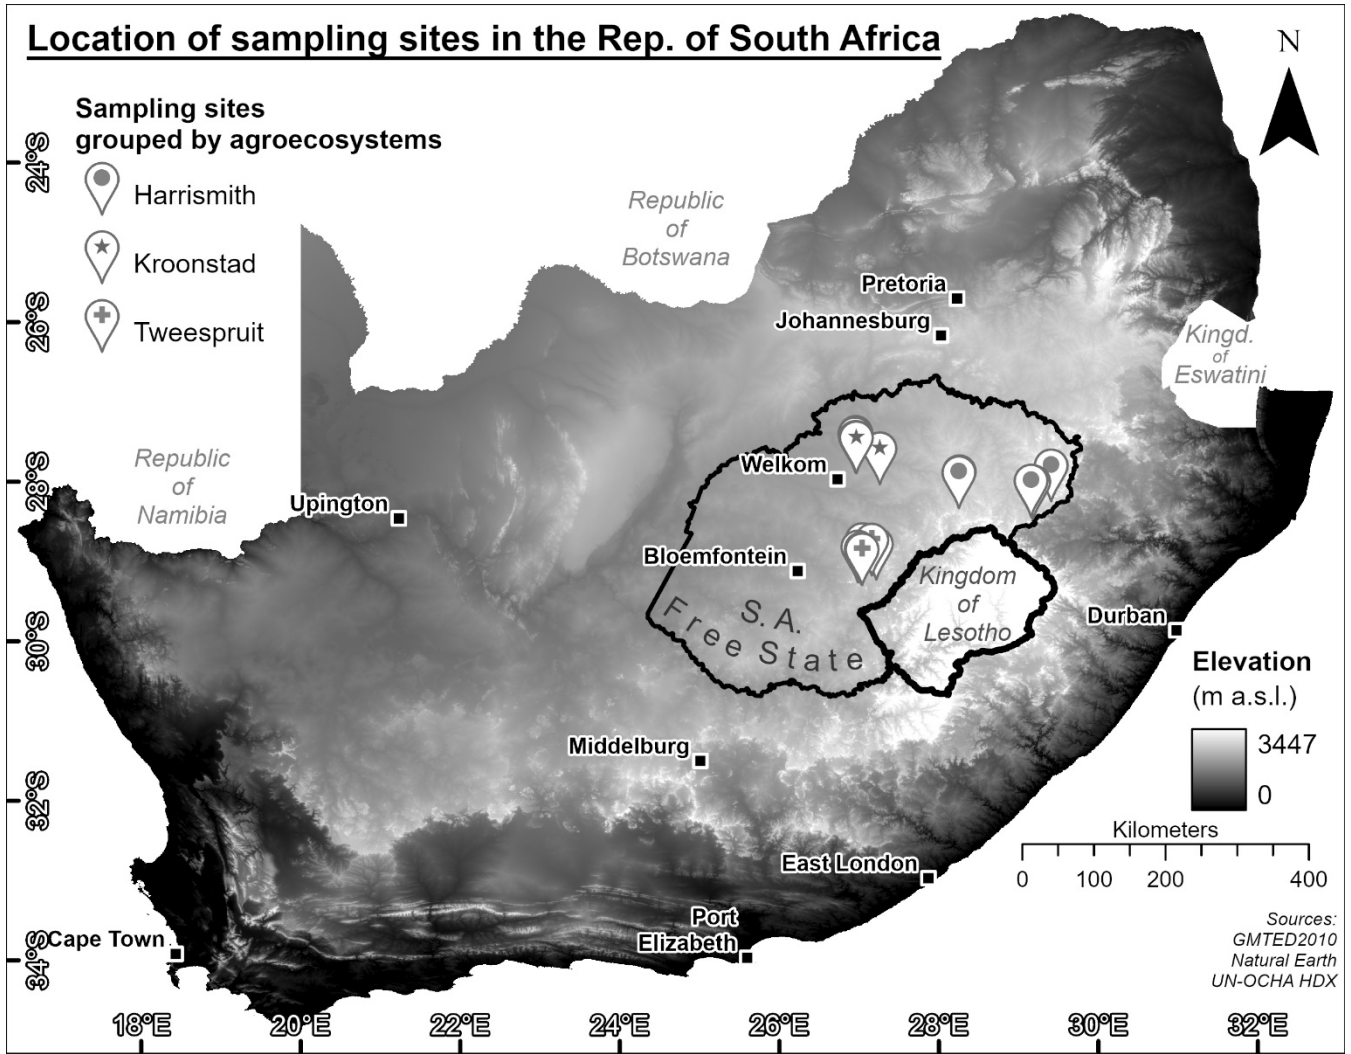 Location of sampling sites in the Rep. of South Africa
N
Sampling sites
grouped by agroecosystems
Harrismith
Kroonstad
Tweespruit
Republic
of
Botswana
Pretoria
Johannesburg
Kingd.
of
Eswatini
Republic
of
Namibia
Upington
Welkom
Bloemfontein
S. A.
Free State
Kingdom
of
Lesotho
Durban
Middelburg
East London
Port
Elizabeth
Cape Town
Elevation
(m a.s.l.)
3447
0
Kilometers
0 100 200 400
Sources:
GMTED2010
Natural Earth
UN-OCHA HDX
24°S
26°S
28°S
30°S
32°S
34°S
18°E 20°E 22°E 24°E 26°E 28°E 30°E 32°E